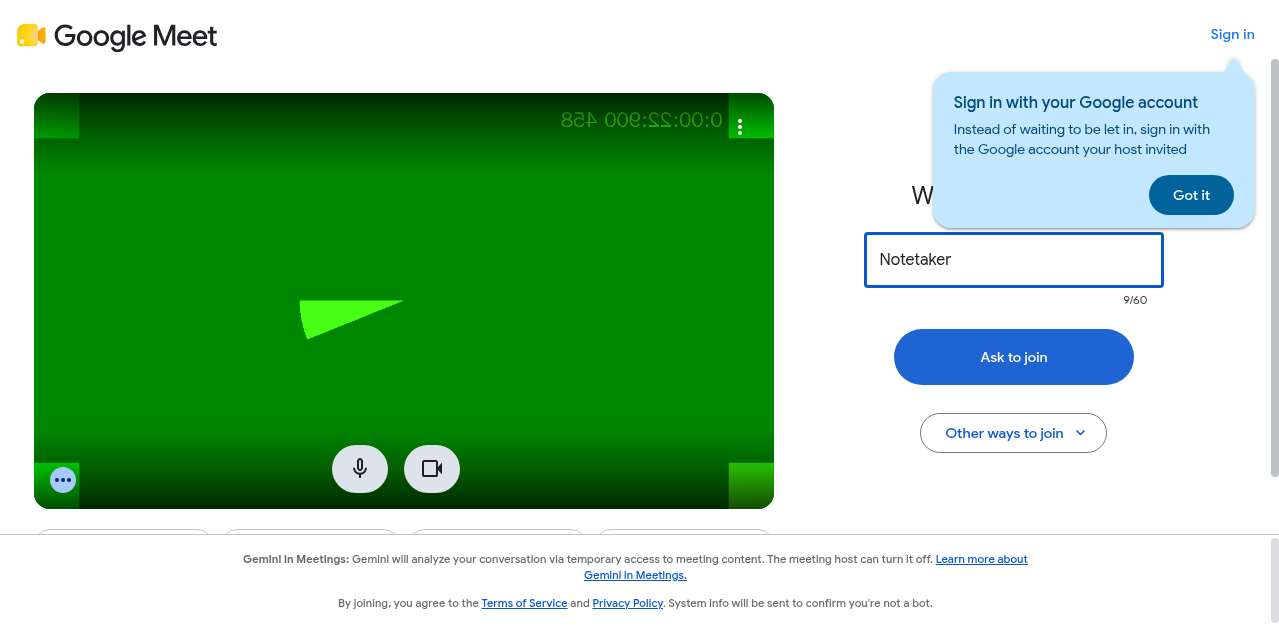 Google Meet
Sign in
Sign in with your Google account
Instead of waiting to be let in, sign in with
the Google account your host invited
Got it
0:00:22:900 458
W
Notetaker
9/60
Ask to join
Other ways to join
Gemini in Meetings: Gemini will analyze your conversation via temporary access to meeting content. The meeting host can turn it off. Learn more about
Gemini in Meetings.
By joining, you agree to the Terms of Service and Privacy Policy. System info will be sent to confirm you're not a bot.